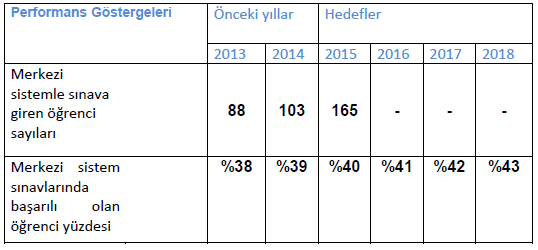 Performans Göstergeleri Önceki yıllar Hedefler
2013 2014 2015 2016 2017 2018
Merkezi
sistemle sınava
giren öğrenci
sayıları
88 103 165 - - -
Merkezi sistem
sınavlarında
başarılı olan
öğrenci yüzdesi
%38 %39 %40 %41 %42 %43